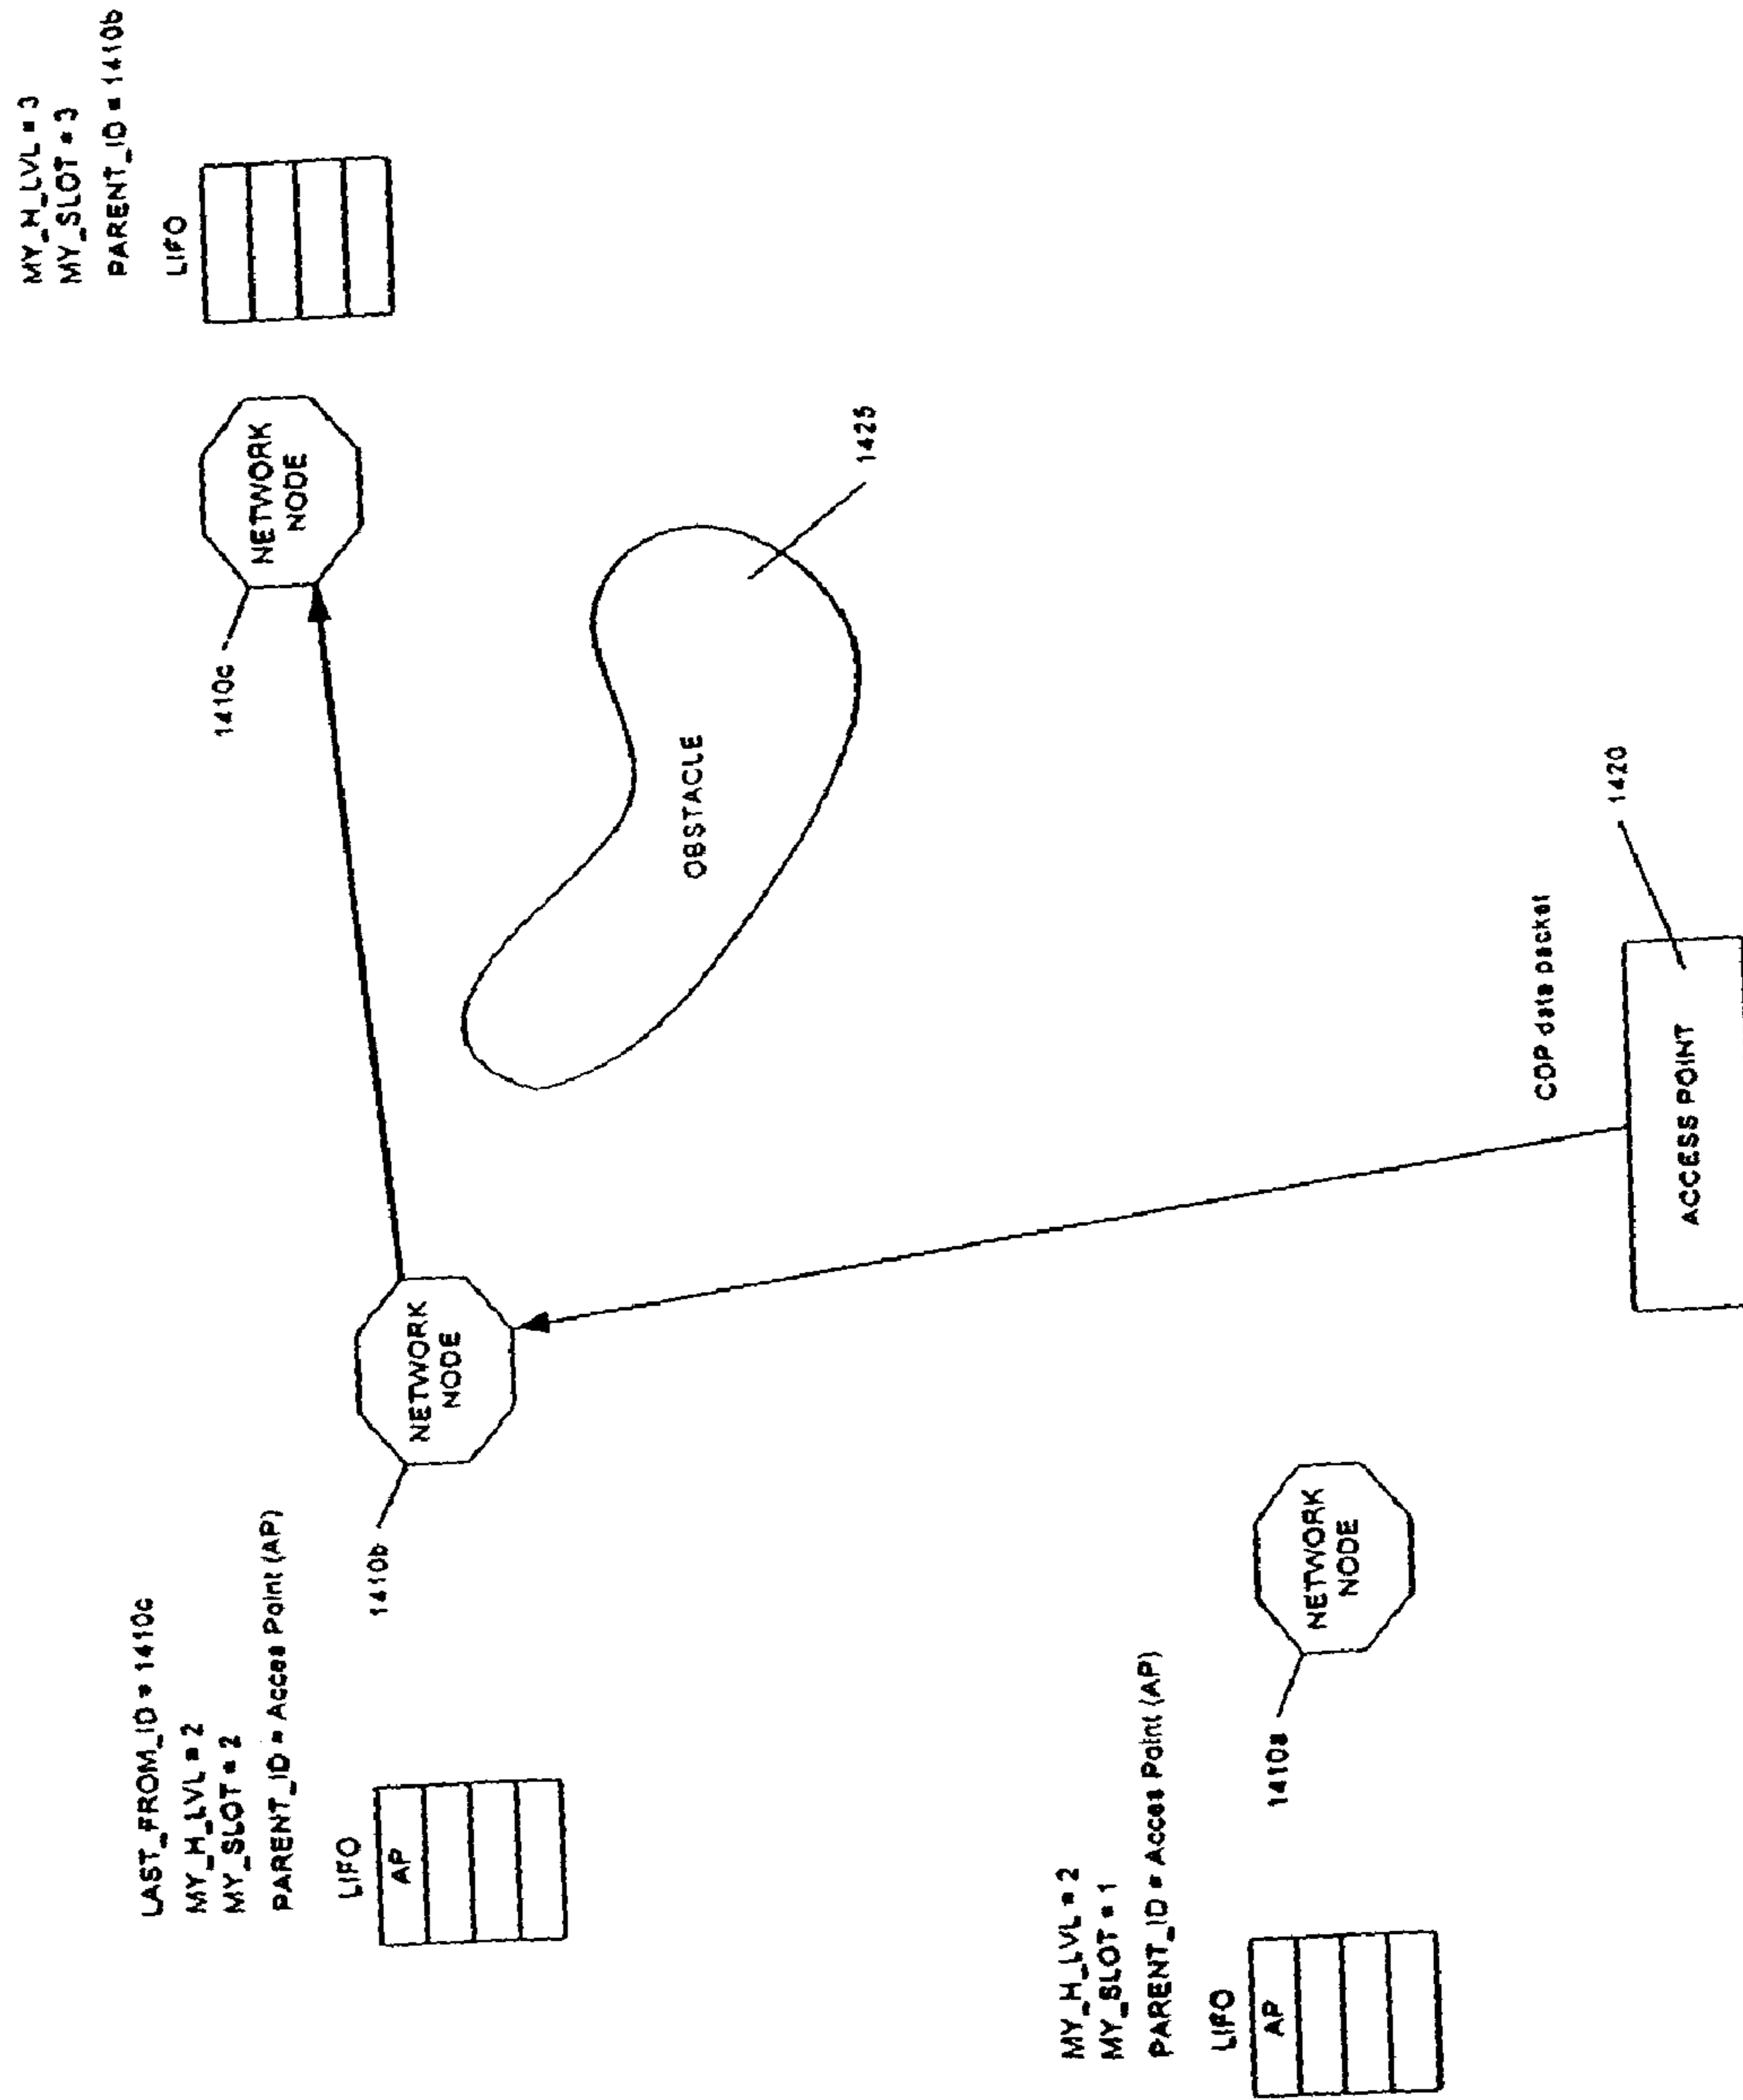 LAST_FROM_ID = 1410c
MY_H_LVL = 2
MY_SLOT = 2
PARENT_ID = Acces Point (AP)
LIFO
AP
1410b
NETWORK
NODE
MY_H_LVL = 3
MY_SLOT = 3
PARENT_ID = 1410b
LIFO
1410c
NETWORK
NODE
OBSTACLE
1425
MY_H_LVL = 2
MY_SLOT = 1
PARENT_ID = Acces Point (AP)
LIFO
AP
1410a
NETWORK
NODE
COP data packet
1420
ACCESS POINT